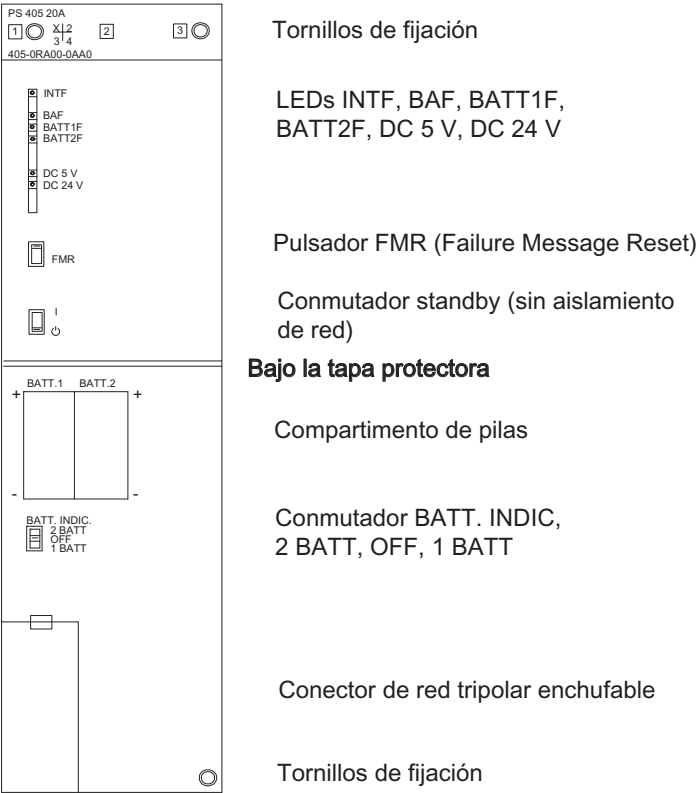 PS 405 20A
1 X 2 3 4 2 3
405-0RA00-0AA0
Tornillos de fijación
INTF
BAF
BATT1F
BATT2F
DC 5 V
DC 24 V
LEDs INTF, BAF, BATT1F,
BATT2F, DC 5 V, DC 24 V
FMR
Pulsador FMR (Failure Message Reset)
I
Conmutador standby (sin aislamiento
de red)
Bajo la tapa protectora
BATT.1 BATT.2
+ +
- -
Compartimento de pilas
BATT. INDIC.
2 BATT
OFF
1 BATT
Conmutador BATT. INDIC,
2 BATT, OFF, 1 BATT
Conector de red tripolar enchufable
Tornillos de fijación